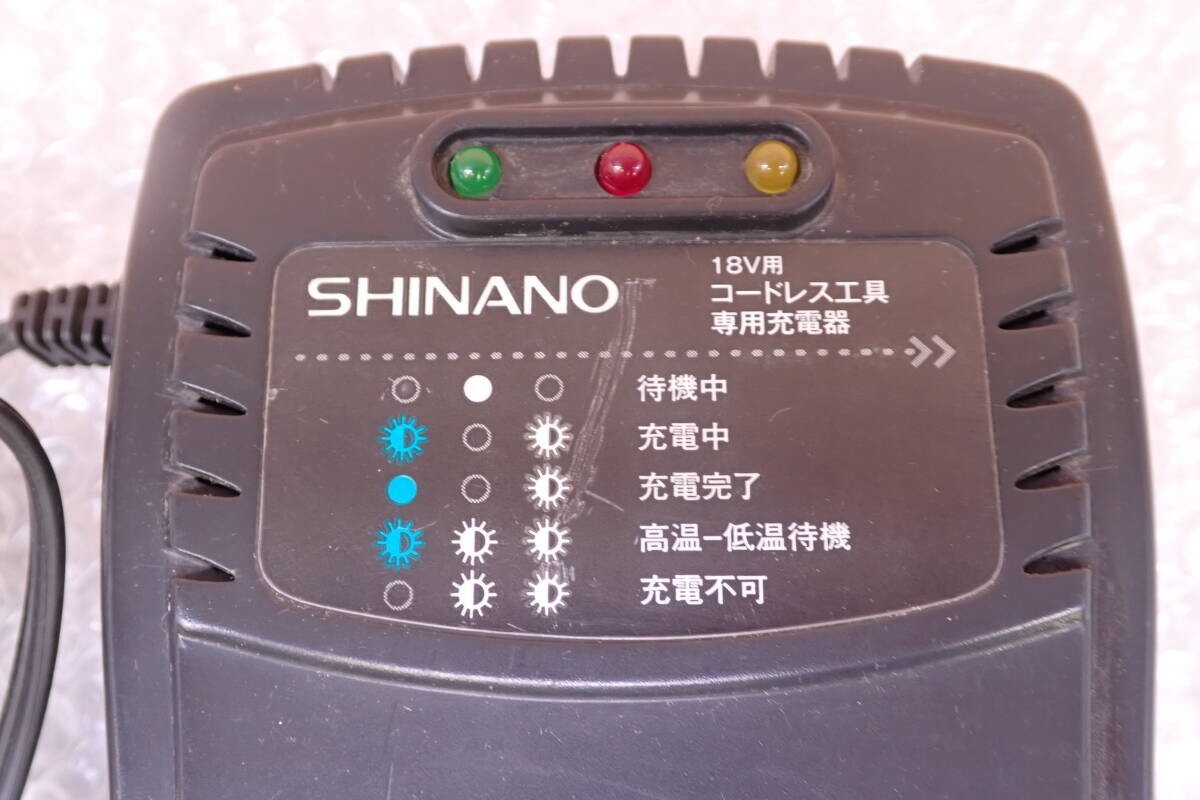 SHINANO
18V用
コードレス工具
専用充電器
待機中
充電中
充電完了
高温−低温待機
充電不可